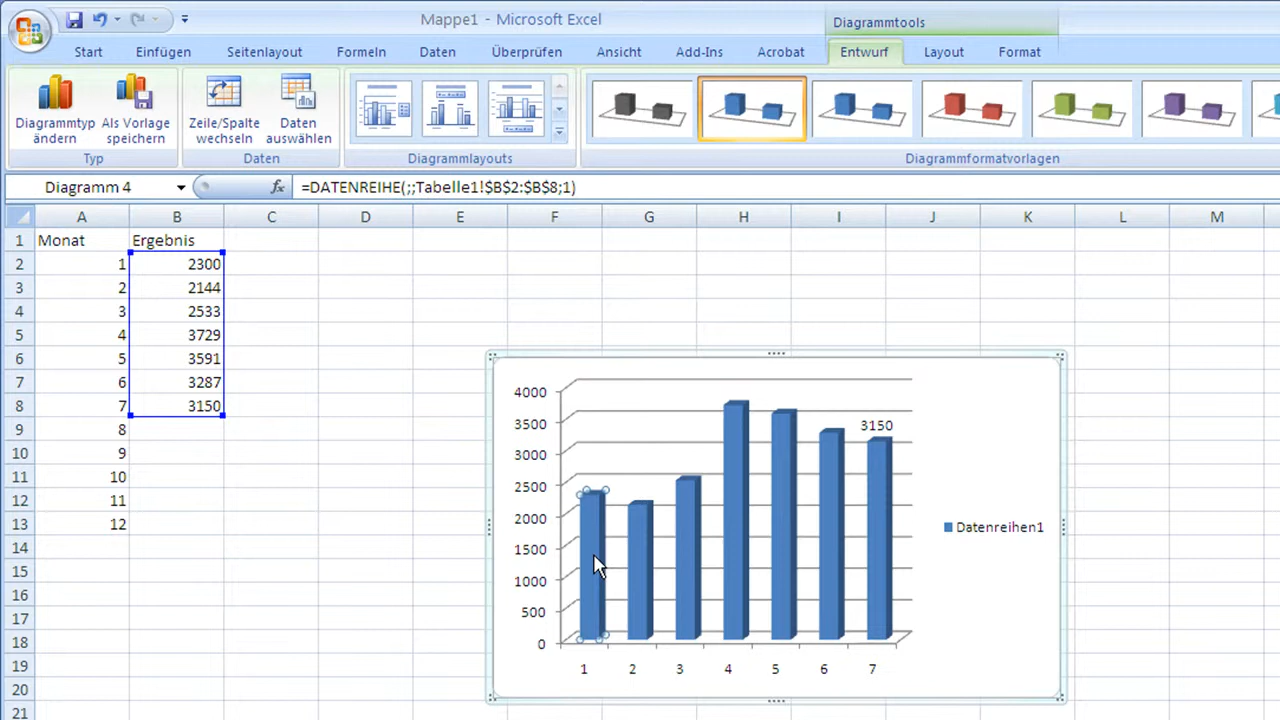 Mappe1 - Microsoft Excel
Diagrammtools
Start Einfügen Seitenlayout Formeln Daten Überprüfen Ansicht Add-Ins Acrobat Entwurf Layout Format
Diagrammtyp ändern
Als Vorlage speichern
Zeile/Spalte wechseln
Daten auswählen
Typ Daten Diagrammlayouts Diagrammformatvorlagen
Diagramm 4 fx =DATENREIHE(;;Tabelle1!$B$2:$B$8;1)
A B C D E F G H I J K L M
1 Monat Ergebnis
2 1 2300
3 2 2144
4 3 2533
5 4 3729
6 5 3591
7 6 3287
8 7 3150
9 8
10 9
11 10
12 11
13 12
14
15
16
17
18
19
20
21
4000
3500
3000
2500
2000
1500
1000
500
0
3150
Datenreihen1
1 2 3 4 5 6 7